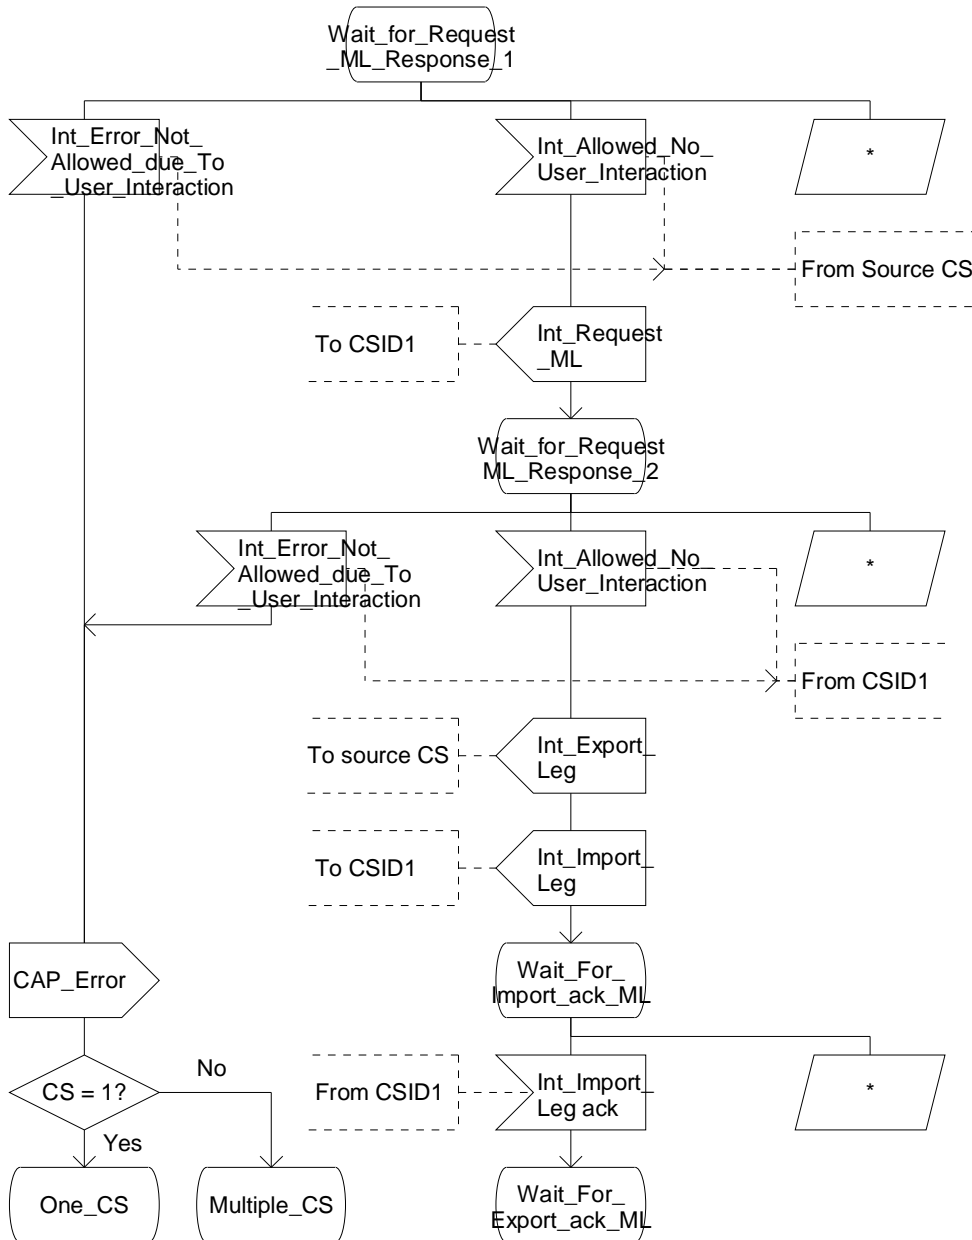 Wait_for_Request
_ML_Response_1
Int_Error_Not_
Allowed_due_To
_User_Interaction
Int_Allowed_No_
User_Interaction
*
From Source CS
To CSID1
Int_Request
_ML
Wait_for_Request
ML_Response_2
Int_Error_Not_
Allowed_due_To
_User_Interaction
Int_Allowed_No_
User_Interaction
*
From CSID1
To source CS
Int_Export_
Leg
To CSID1
Int_Import_
Leg
CAP_Error
Wait_For_
Import_ack_ML
CS = 1?
No
Yes
From CSID1
Int_Import_
Leg ack
*
One_CS
Multiple_CS
Wait_For_
Export_ack_ML